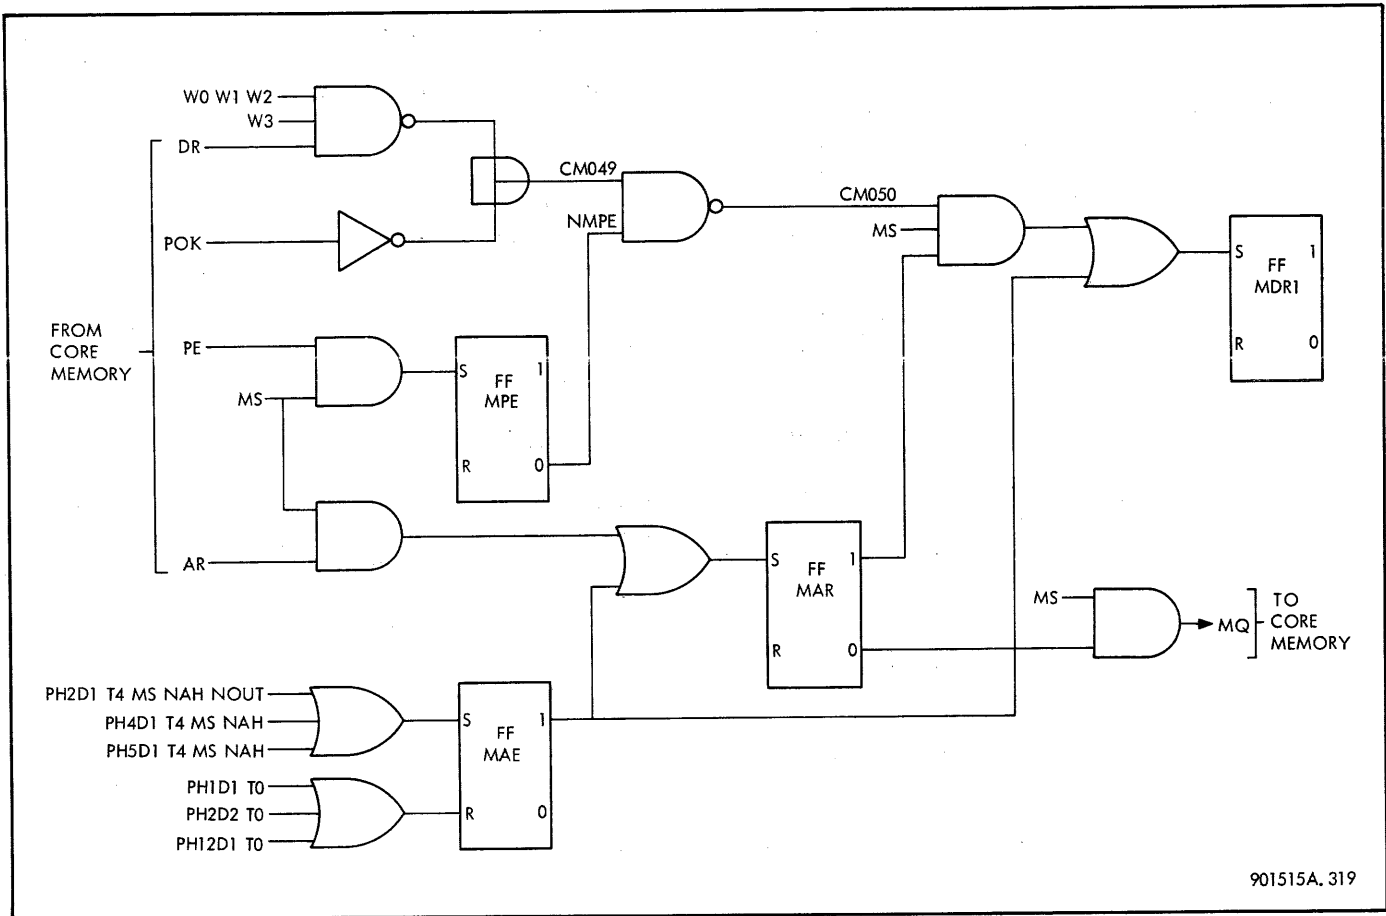 W0 W1 W2
W3
DR
CM049
CM050
NMPE
MS
POK
S 1
FF
MDR1
R 0
FROM
CORE
MEMORY
PE
S 1
FF
MPE
MS
R 0
AR
S 1
FF
MAR
R 0
MS
MQ
TO
CORE
MEMORY
PH2D1 T4 MS NAH NOUT
PH4D1 T4 MS NAH
PH5D1 T4 MS NAH
S 1
FF
MAE
PH1D1 T0
PH2D2 T0
PH12D1 T0
R 0
901515A. 319